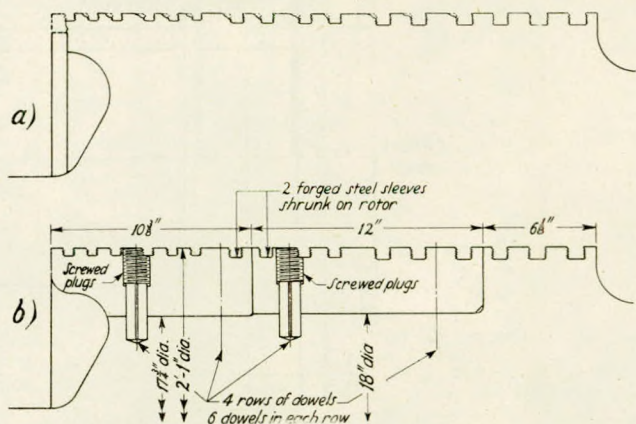 a)
2 forged steel sleeves
shrunk on rotor
10⅜" 12" 6⅛"
Screwed
plugs
Screwed plugs
b)
17¾" dia.
2'-1" dia.
18" dia
4 rows of dowels
6 dowels in each row